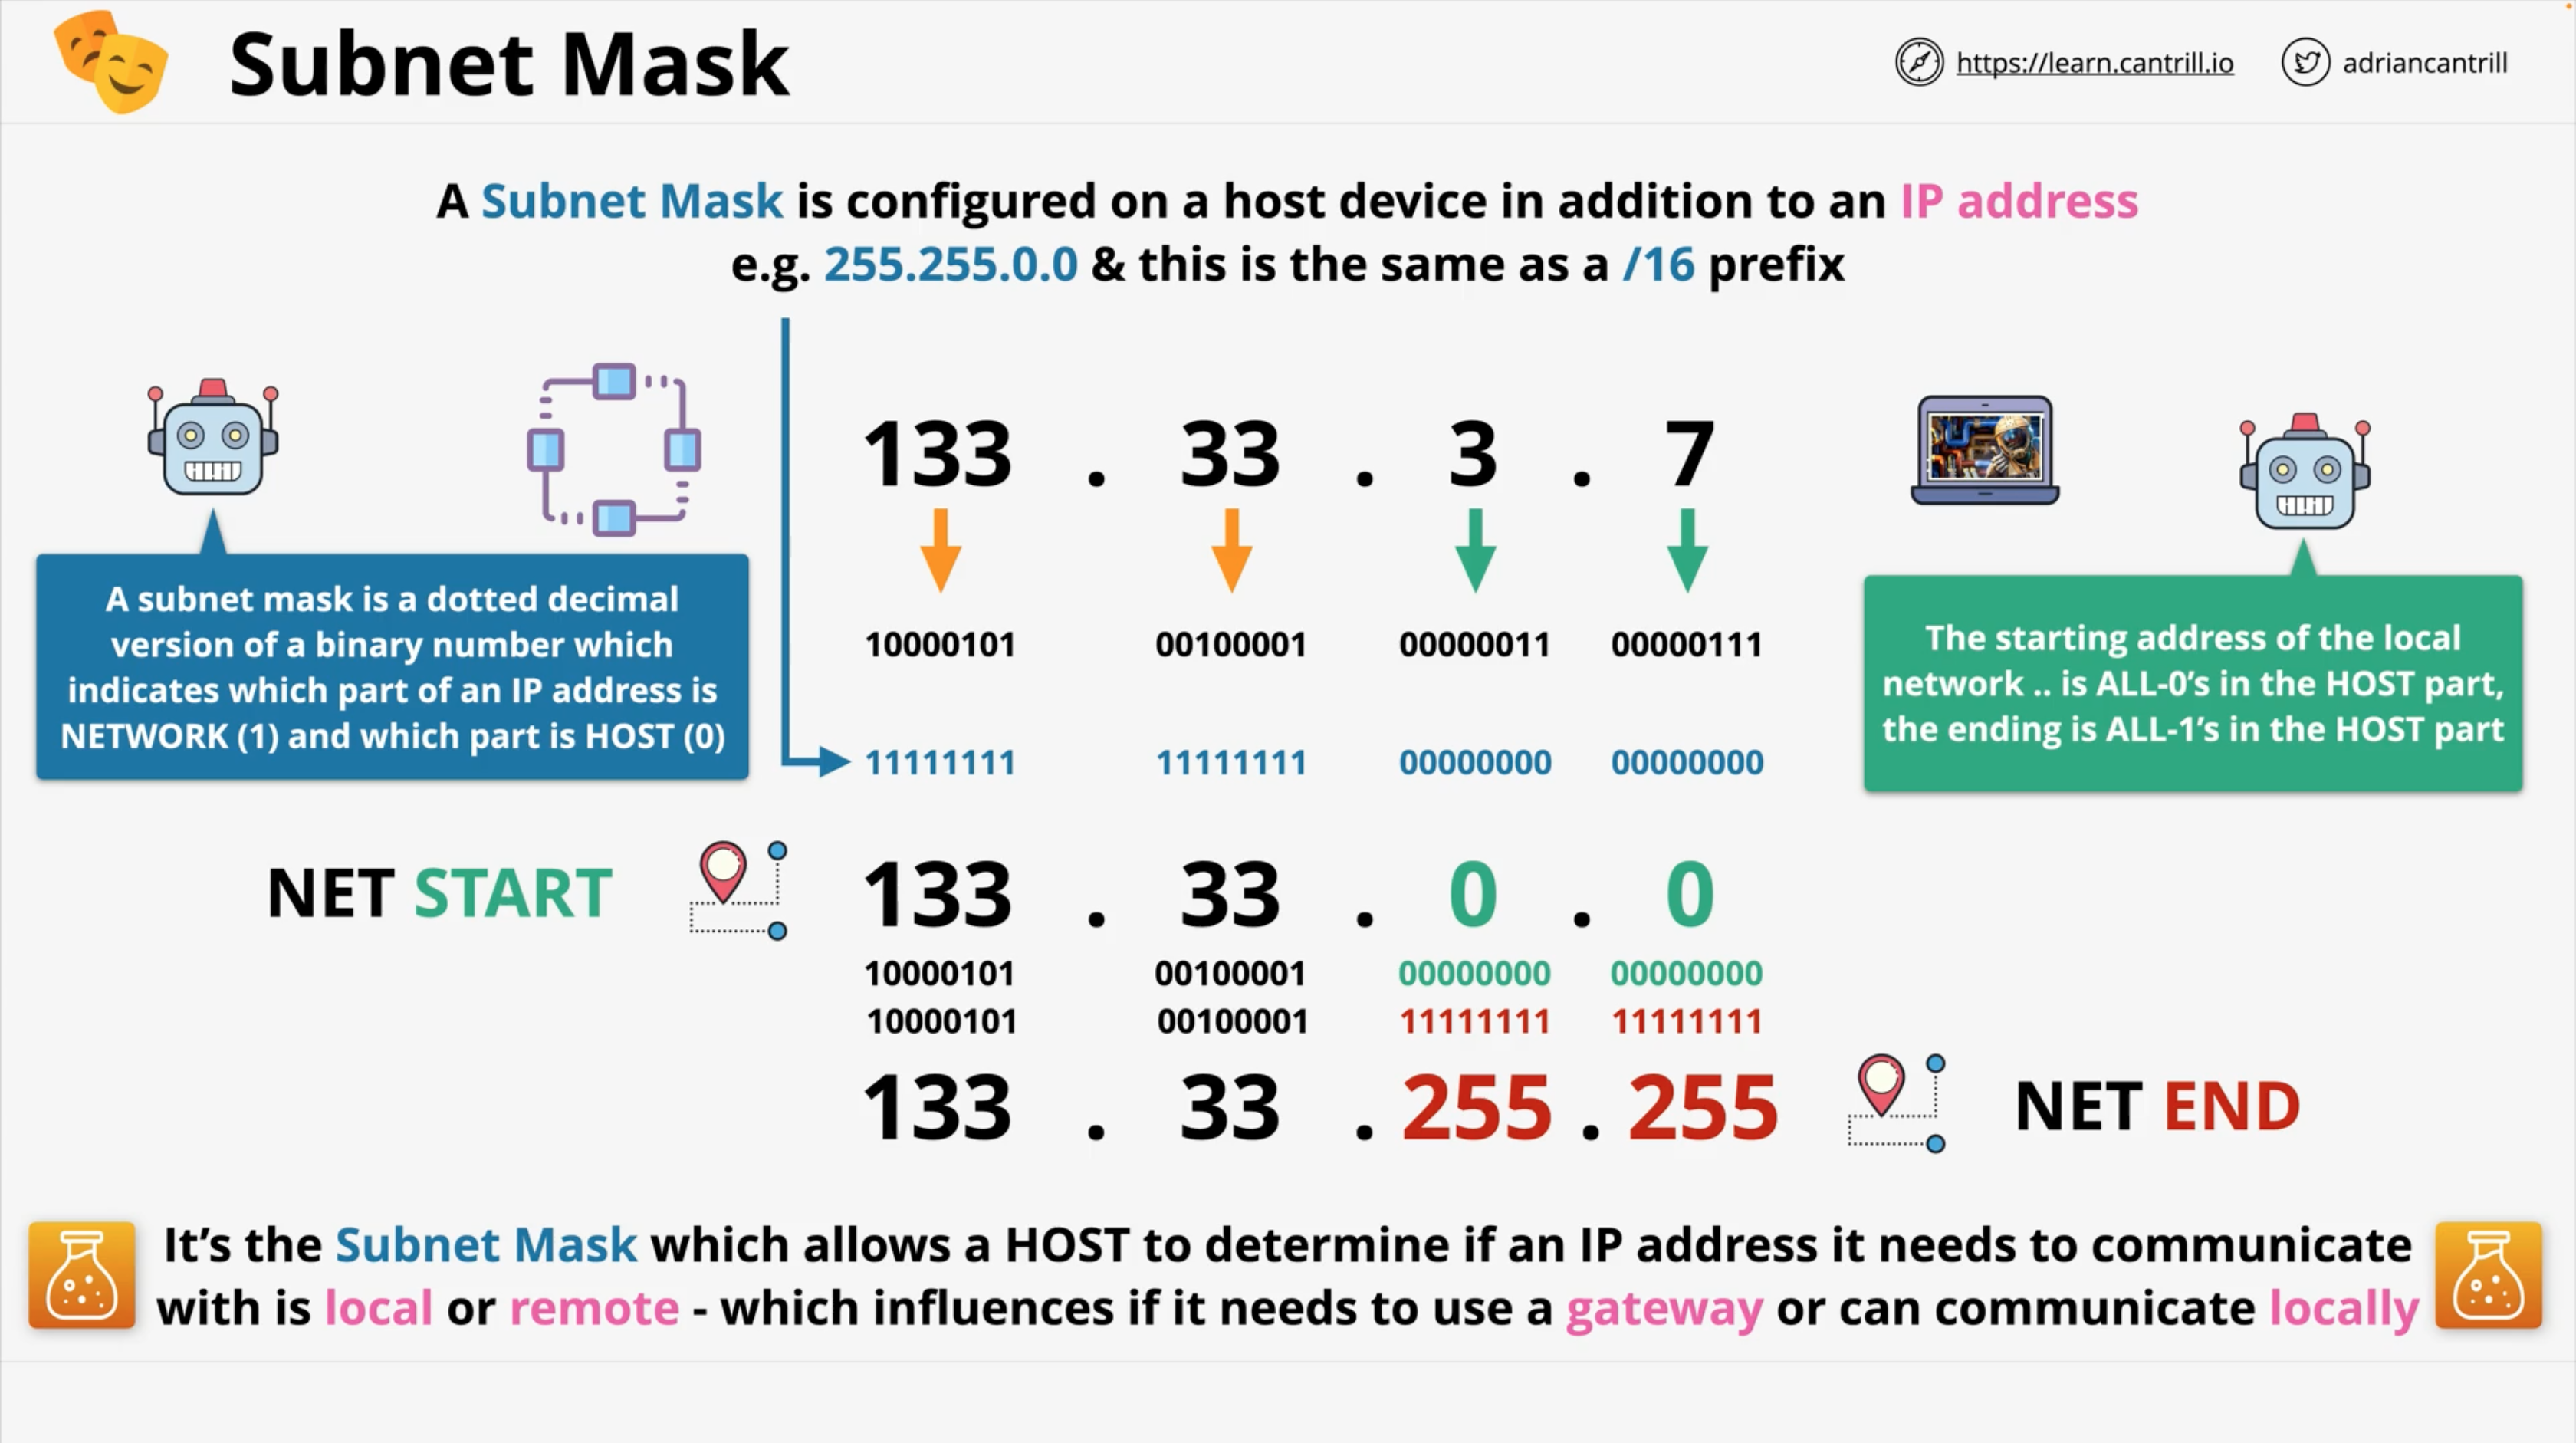 Subnet Mask
https://learn.cantrill.io
adriancantrill
A Subnet Mask is configured on a host device in addition to an IP address
e.g. 255.255.0.0 & this is the same as a /16 prefix
133 . 33 . 3 . 7
10000101 00100001 00000011 00000111
11111111 11111111 00000000 00000000
A subnet mask is a dotted decimal
version of a binary number which
indicates which part of an IP address is
NETWORK (1) and which part is HOST (0)
The starting address of the local
network .. is ALL-0’s in the HOST part,
the ending is ALL-1’s in the HOST part
NET START
133 . 33 . 0 . 0
10000101 00100001 00000000 00000000
10000101 00100001 11111111 11111111
133 . 33 . 255 . 255
NET END
It’s the Subnet Mask which allows a HOST to determine if an IP address it needs to communicate
with is local or remote - which influences if it needs to use a gateway or can communicate locally